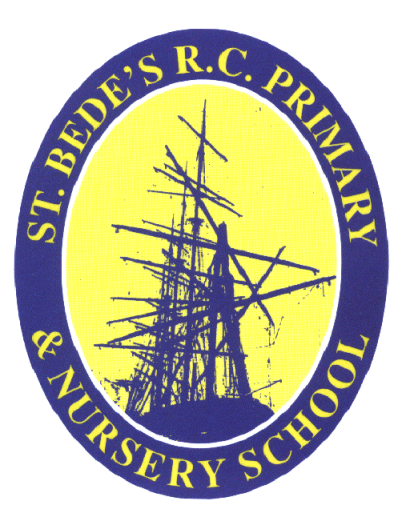 ST. BEDE'S R.C. PRIMARY
& NURSERY SCHOOL